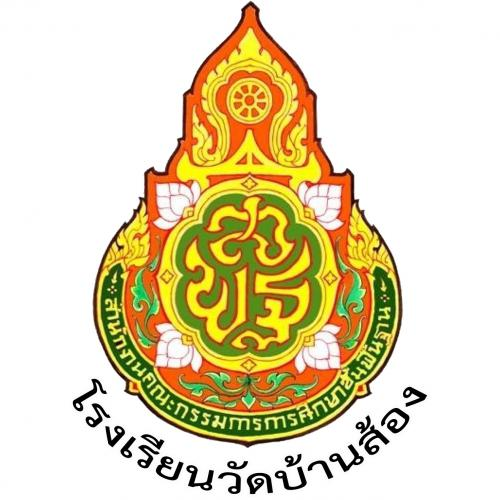 สำนักงานคณะกรรมการการศึกษาขั้นพื้นฐาน
โรงเรียนวัดบ้านส้อง